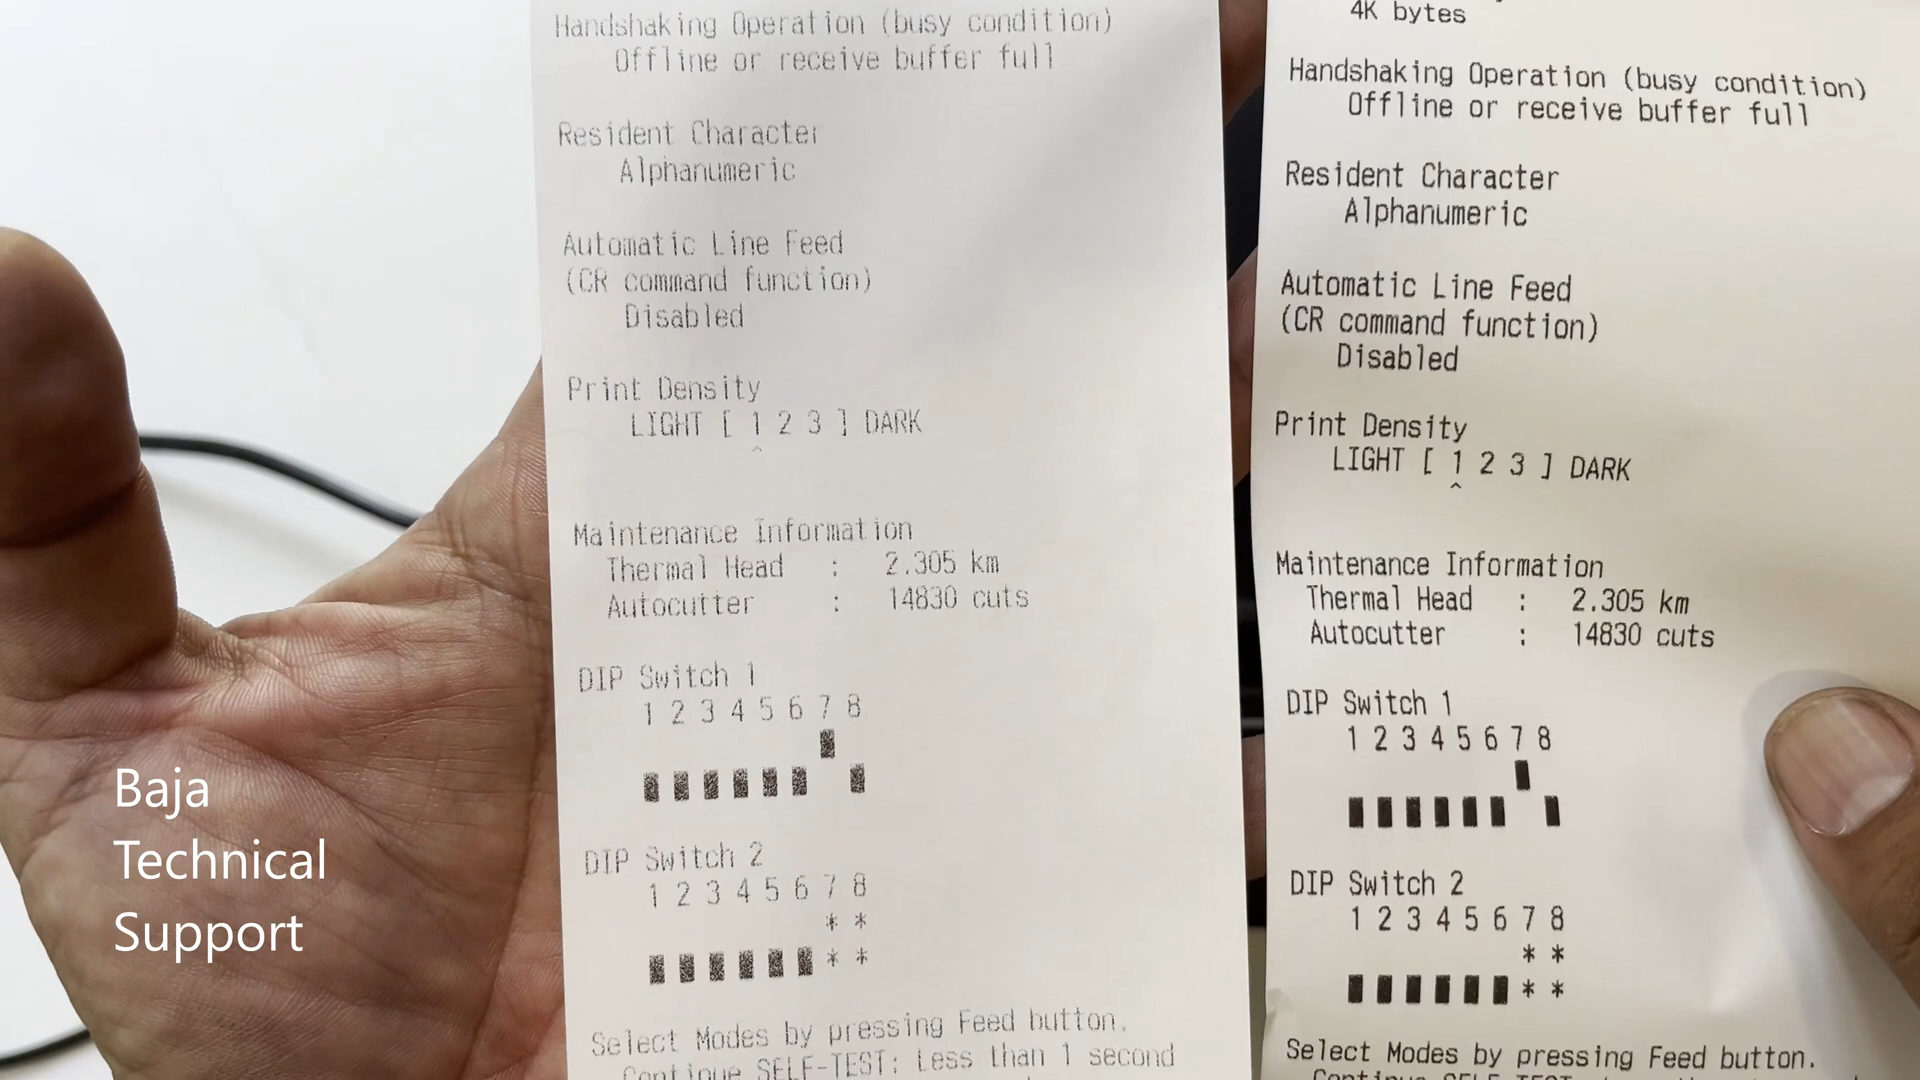 Handshaking Operation (busy condition)
Offline or receive buffer full
Resident Character
Alphanumeric
Automatic Line Feed
(CR command function)
Disabled
Print Density
LIGHT [ 1 2 3 ] DARK
^
Maintenance Information
Thermal Head : 2.305 km
Autocutter : 14830 cuts
DIP Switch 1
1 2 3 4 5 6 7 8
DIP Switch 2
1 2 3 4 5 6 7 8
* *
* *
Select Modes by pressing Feed button.
Continue SELF-TEST: Less than 1 second
4K bytes
Handshaking Operation (busy condition)
Offline or receive buffer full
Resident Character
Alphanumeric
Automatic Line Feed
(CR command function)
Disabled
Print Density
LIGHT [ 1 2 3 ] DARK
^
Maintenance Information
Thermal Head : 2.305 km
Autocutter : 14830 cuts
DIP Switch 1
1 2 3 4 5 6 7 8
DIP Switch 2
1 2 3 4 5 6 7 8
* *
* *
Select Modes by pressing Feed button.
Baja
Technical
Support